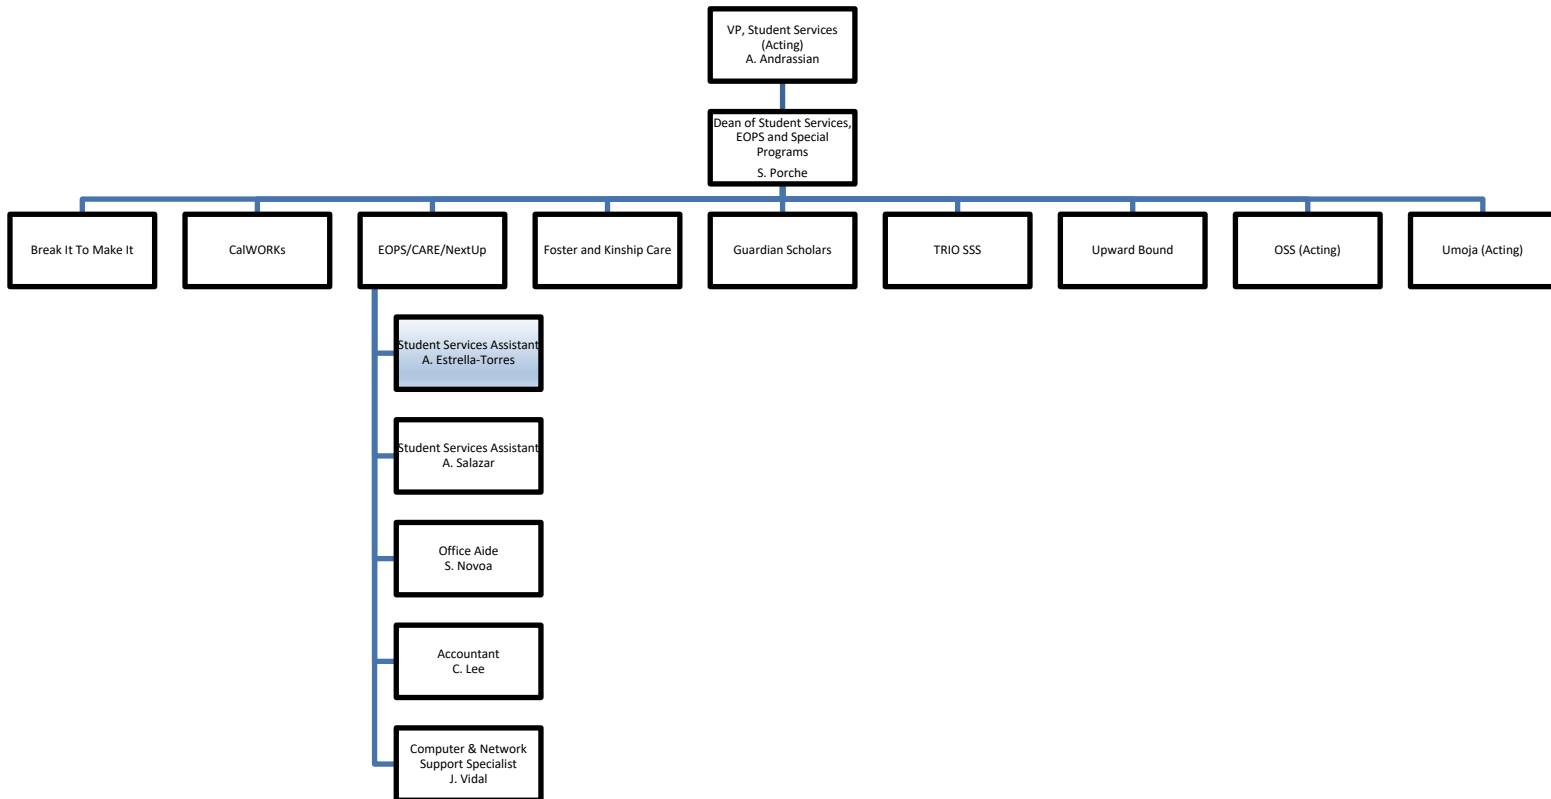 VP, Student Services
(Acting)
A. Andrassian
Dean of Student Services,
EOPS and Special
Programs
S. Porche
Break It To Make It
CalWORKs
EOPS/CARE/NextUp
Foster and Kinship Care
Guardian Scholars
TRIO SSS
Upward Bound
OSS (Acting)
Umoja (Acting)
Student Services Assistant
A. Estrella-Torres
Student Services Assistant
A. Salazar
Office Aide
S. Novoa
Accountant
C. Lee
Computer & Network
Support Specialist
J. Vidal